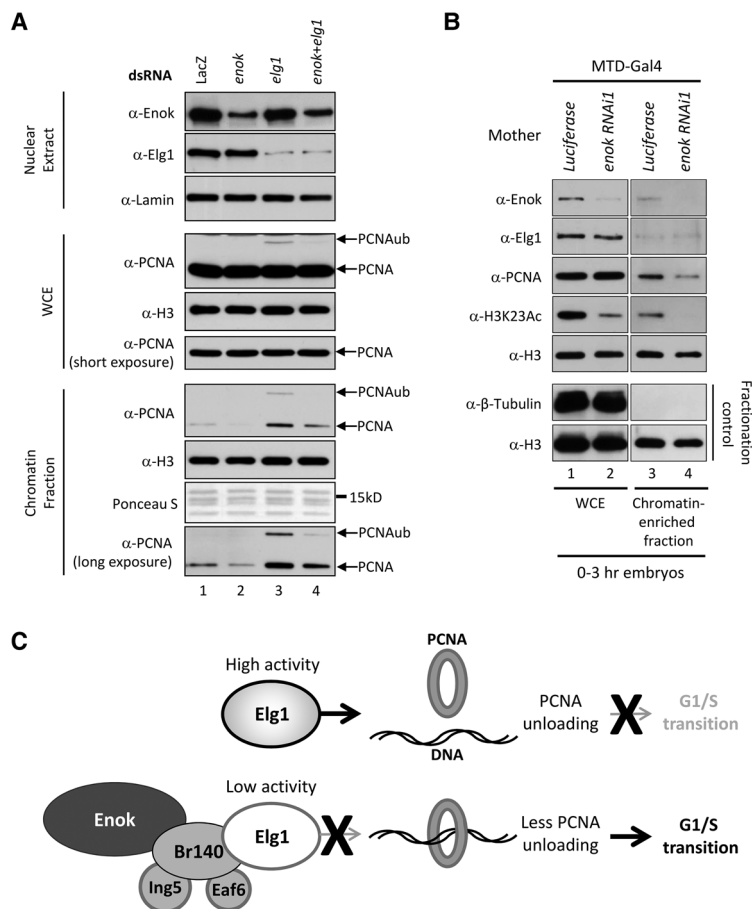 A
dsRNA
LacZ
enok
elg1
enok+elg1
Nuclear
Extract
α-Enok
α-Elg1
α-Lamin
WCE
α-PCNA
PCNAub
PCNA
α-H3
α-PCNA
(short exposure)
PCNA
Chromatin
Fraction
α-PCNA
PCNAub
PCNA
α-H3
Ponceau S
15kD
α-PCNA
(long exposure)
PCNAub
PCNA
1 2 3 4
B
MTD-Gal4
Mother
Luciferase
enok RNAi1
Luciferase
enok RNAi1
α-Enok
α-Elg1
α-PCNA
α-H3K23Ac
α-H3
α-β-Tubulin
α-H3
Fractionation
control
1 2 3 4
WCE
Chromatin-
enriched
fraction
0-3 hr embryos
C
High activity
Elg1
PCNA
DNA
PCNA
unloading
X
G1/S
transition
Low activity
Enok
Br140
Elg1
Ing5
Eaf6
X
Less PCNA
unloading
G1/S
transition